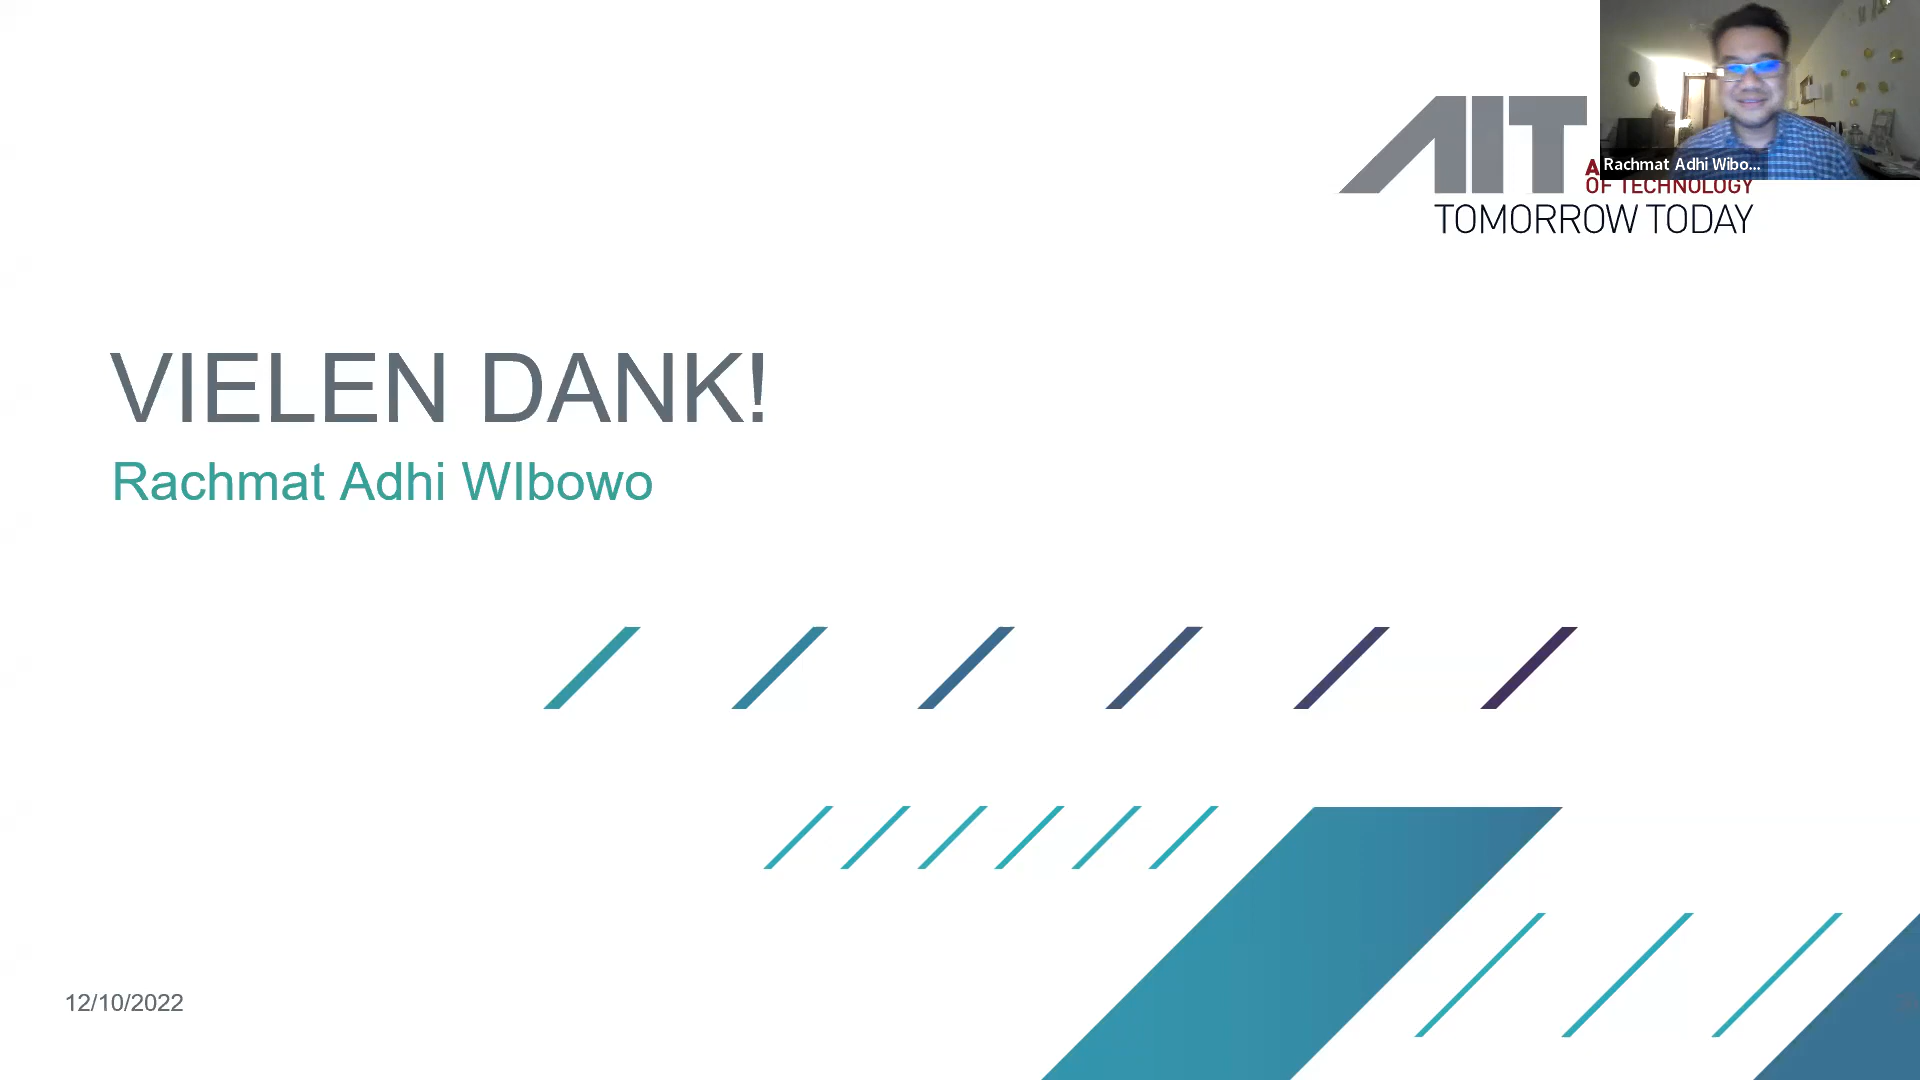 AIT
Rachmat Adhi Wibo...
OF TECHNOLOGY
TOMORROW TODAY
VIELEN DANK!
Rachmat Adhi WIbowo
12/10/2022